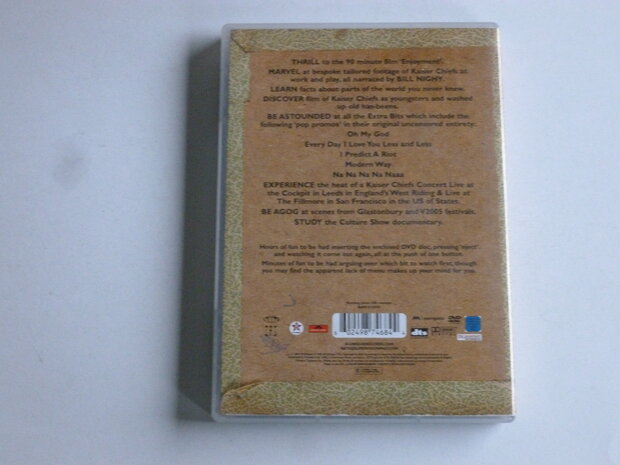 THRILL to the 90 minute film 'Enjoyment'.
MARVEL at bespoke tailored footage of Kaiser Chiefs at
work and play, all narrated by BILL NIGHY.
LEARN facts about parts of the world you never knew.
DISCOVER film of Kaiser Chiefs as youngsters and washed
up old has-beens.
BE ASTOUNDED at all the Extra Bits which include the
following 'pop promos' in their original uncensored entirety:
Oh My God
Every Day I Love You Less and Less
I Predict A Riot
Modern Way
Na Na Na Na Naaa
EXPERIENCE the heat of a Kaiser Chiefs Concert Live at
the Cockpit in Leeds in England's West Riding & Live at
The Fillmore in San Francisco in the US of States.
BE AGOG at scenes from Glastonbury and V2005 festivals.
STUDY the Culture Show documentary.
Hours of fun to be had inserting the enclosed DVD disc, pressing 'eject'
and watching it come out again, all at the push of one button.
Minutes of fun to be had arguing over which bit to watch first, though
you may find the apparent lack of menu makes up your mind for you.
5 602498 74684 4
dts
DVD